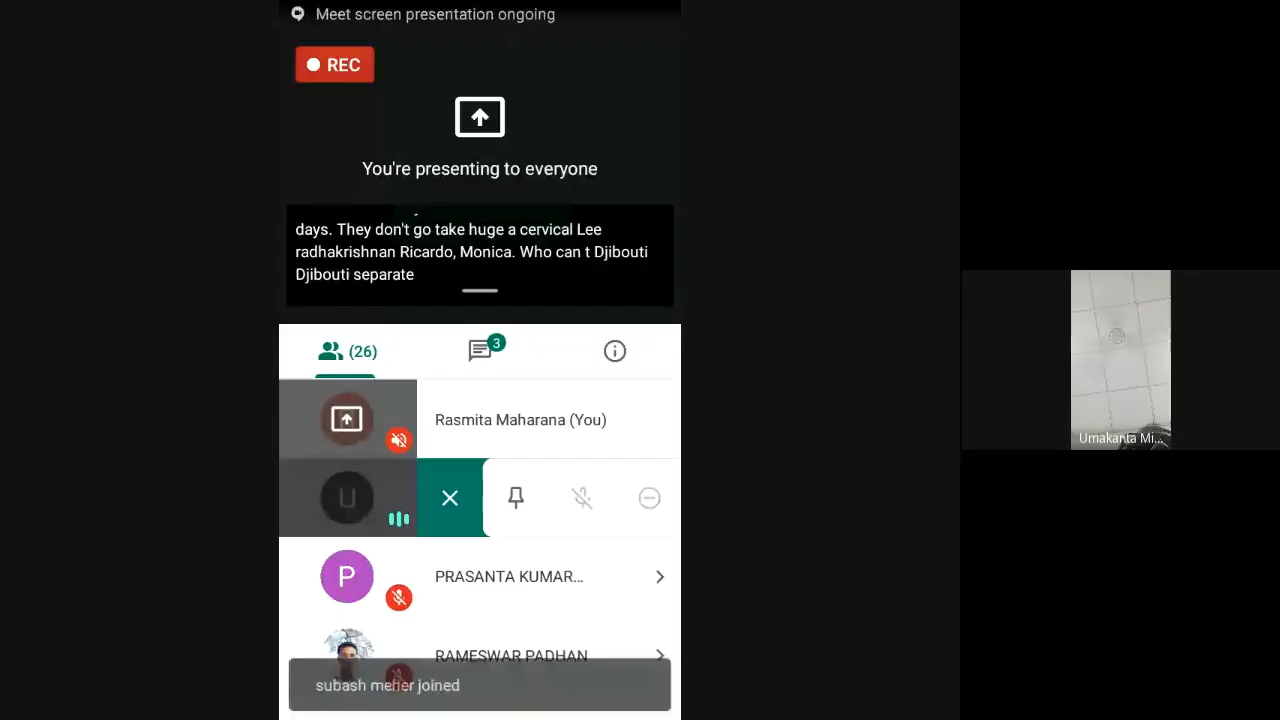 Meet screen presentation ongoing
REC
You're presenting to everyone
days. They don't go take huge a cervical Lee
radhakrishnan Ricardo, Monica. Who can t Djibouti
Djibouti separate
(26)
3
Rasmita Maharana (You)
U
P
PRASANTA KUMAR...
RAMESWAR PADHAN
subash meher joined
Umakanta Mi...